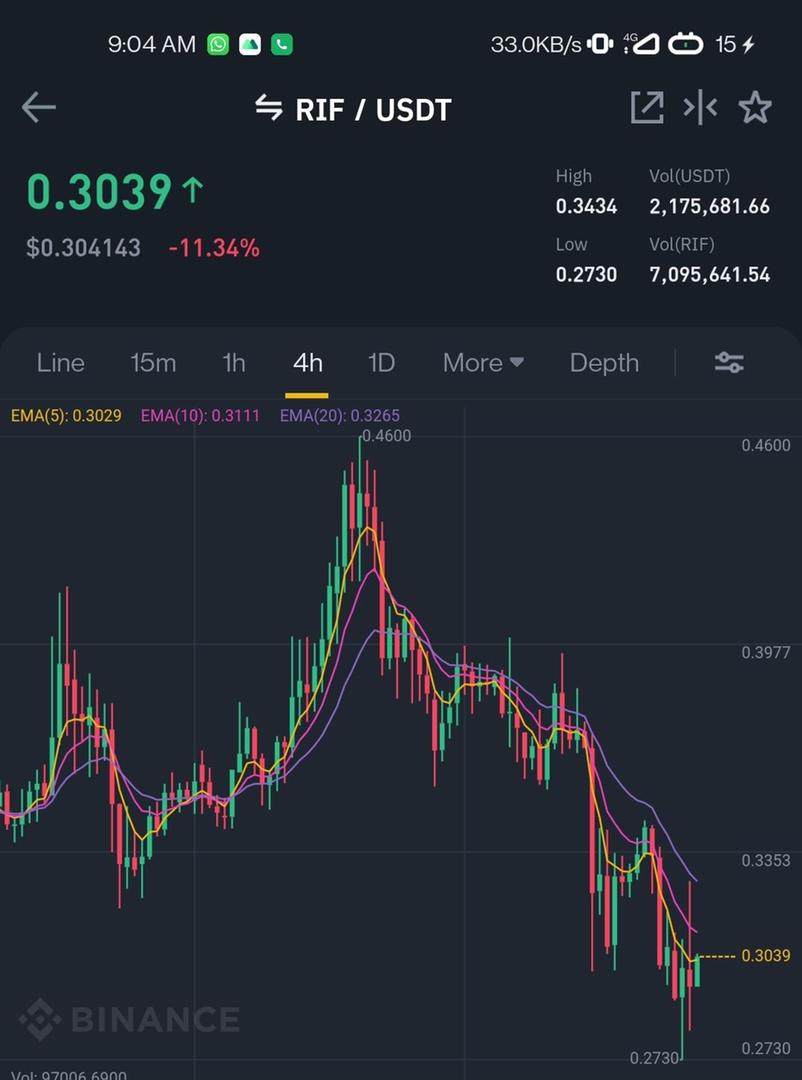 9:04 AM 33.0KB/s 4G 15
RIF / USDT
0.3039↑
$0.304143 -11.34%
High Vol(USDT)
0.3434 2,175,681.66
Low Vol(RIF)
0.2730 7,095,641.54
Line 15m 1h 4h 1D More Depth
EMA(5): 0.3029 EMA(10): 0.3111 EMA(20): 0.3265
0.4600
0.4600
0.3977
0.3353
0.3039
BINANCE
0.2730
0.2730
Vol: 97006.6900